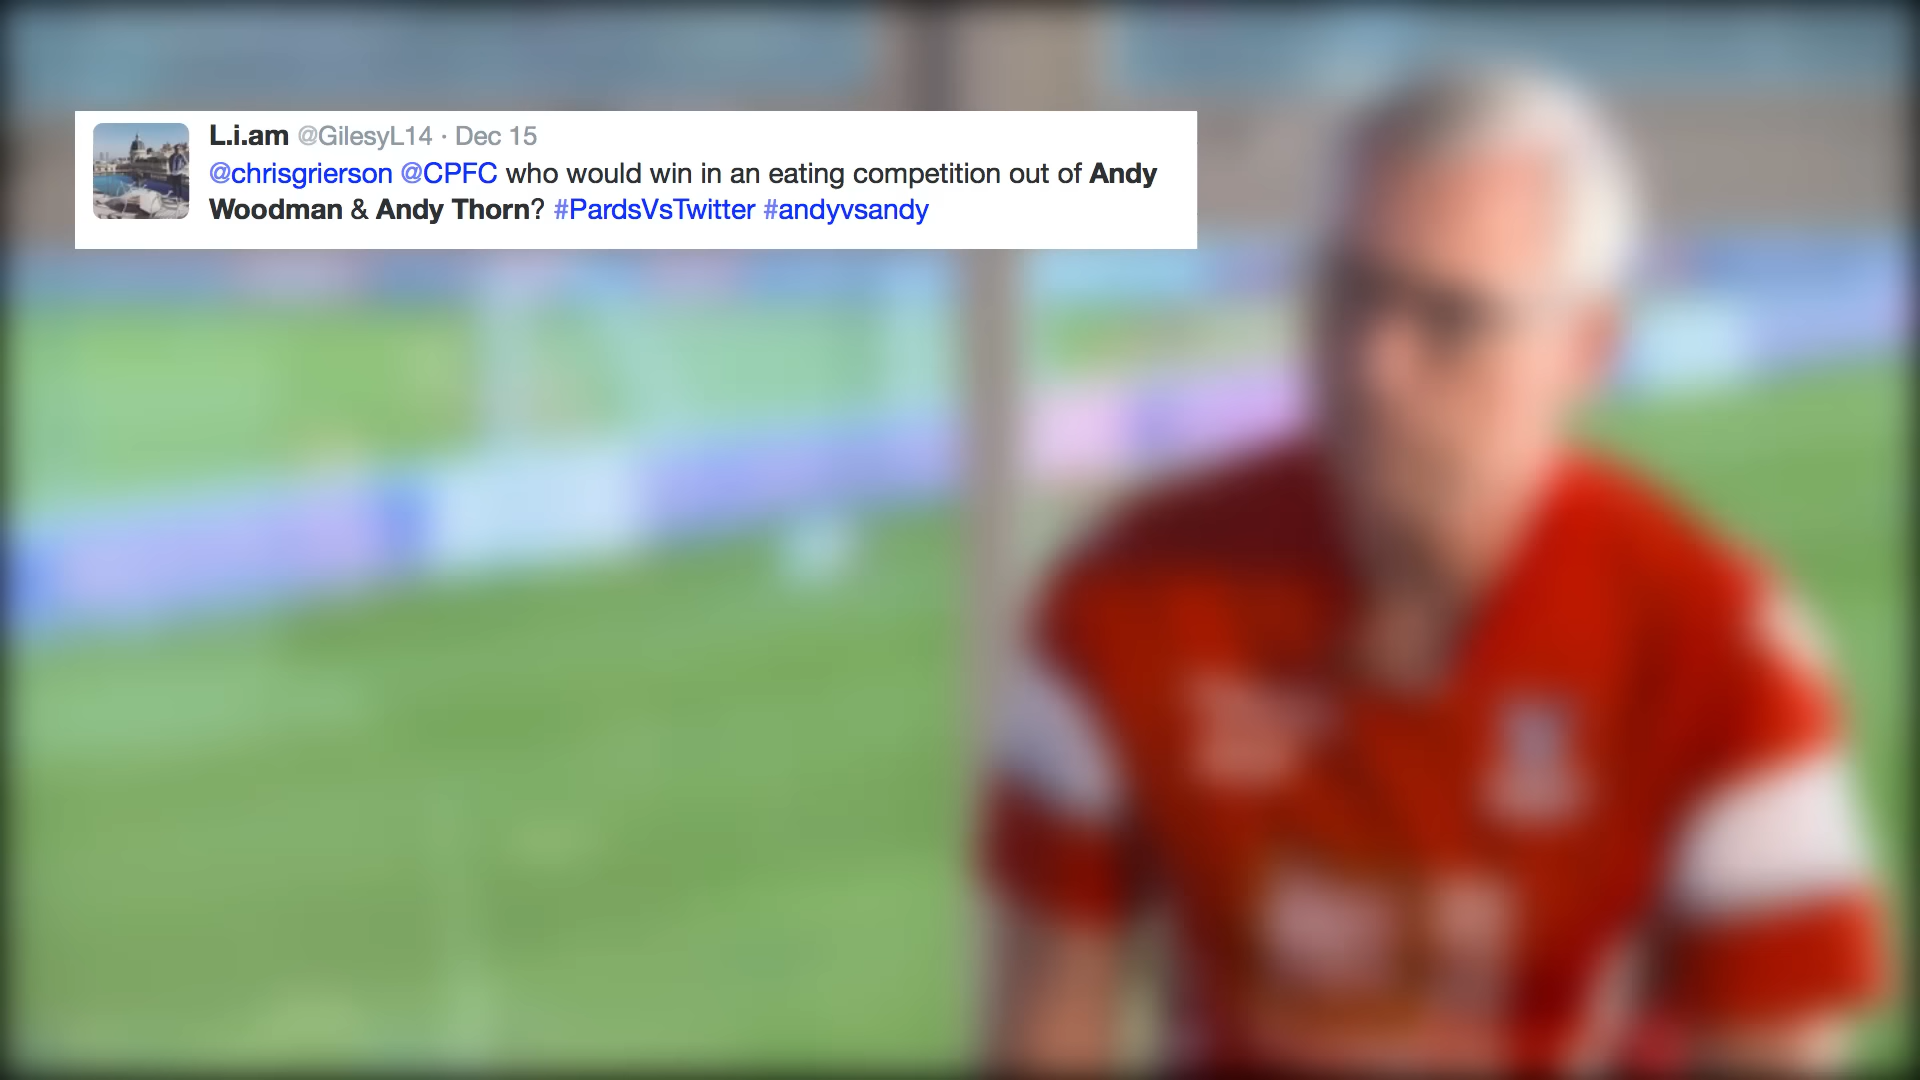 L.i.am @GilesyL14 · Dec 15
@chrisgrierson @CPFC who would win in an eating competition out of Andy
Woodman & Andy Thorn? #PardsVsTwitter #andyvsandy